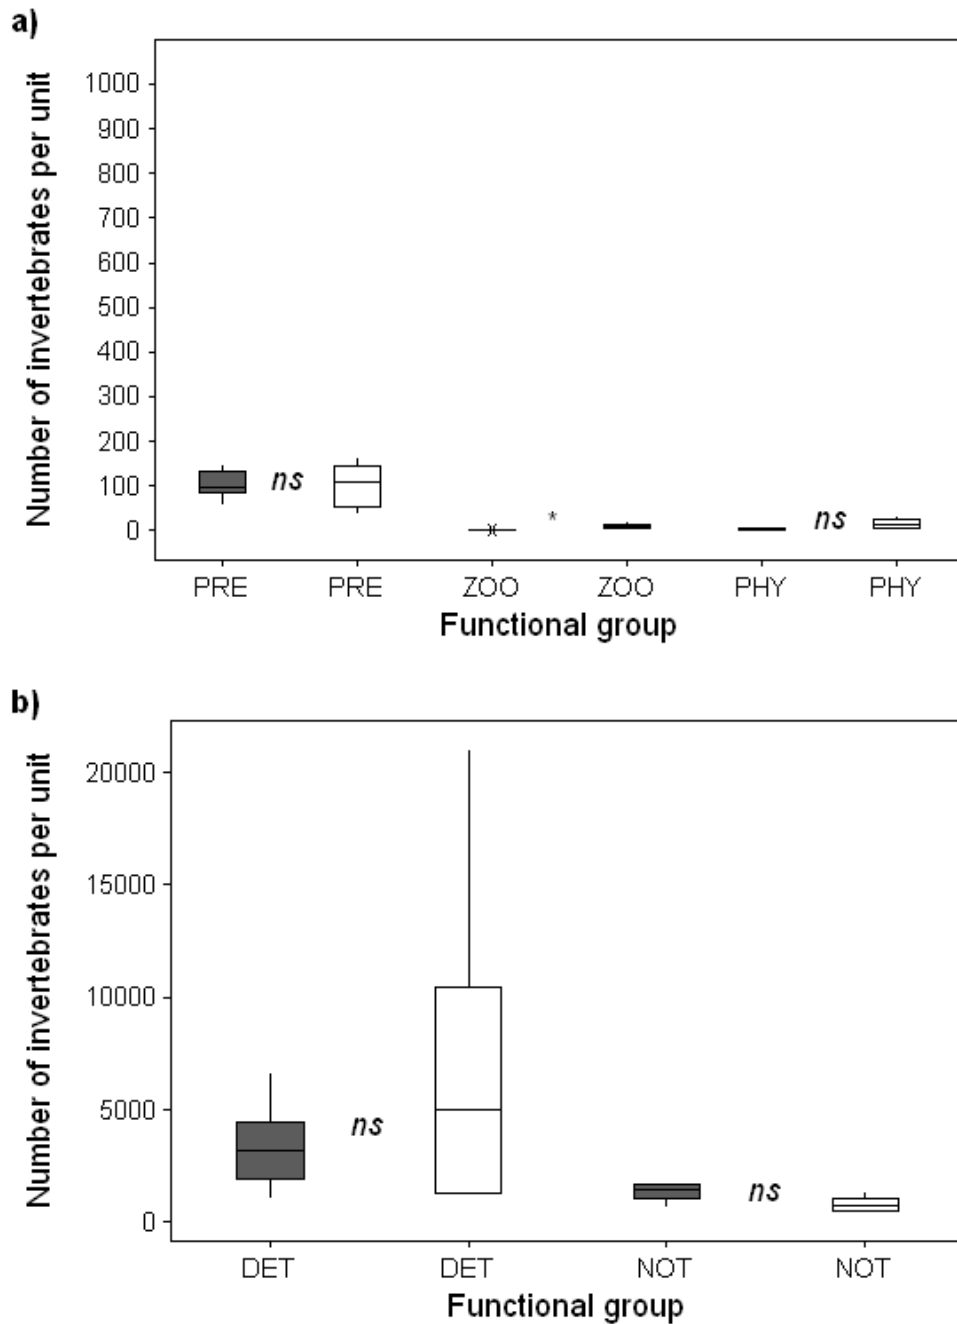 a)
Number of invertebrates per unit
1000
900
800
700
600
500
400
300
200
100
0
ns
*
ns
PRE PRE ZOO ZOO PHY PHY
Functional group
b)
Number of invertebrates per unit
20000
15000
10000
5000
0
ns
ns
DET DET NOT NOT
Functional group